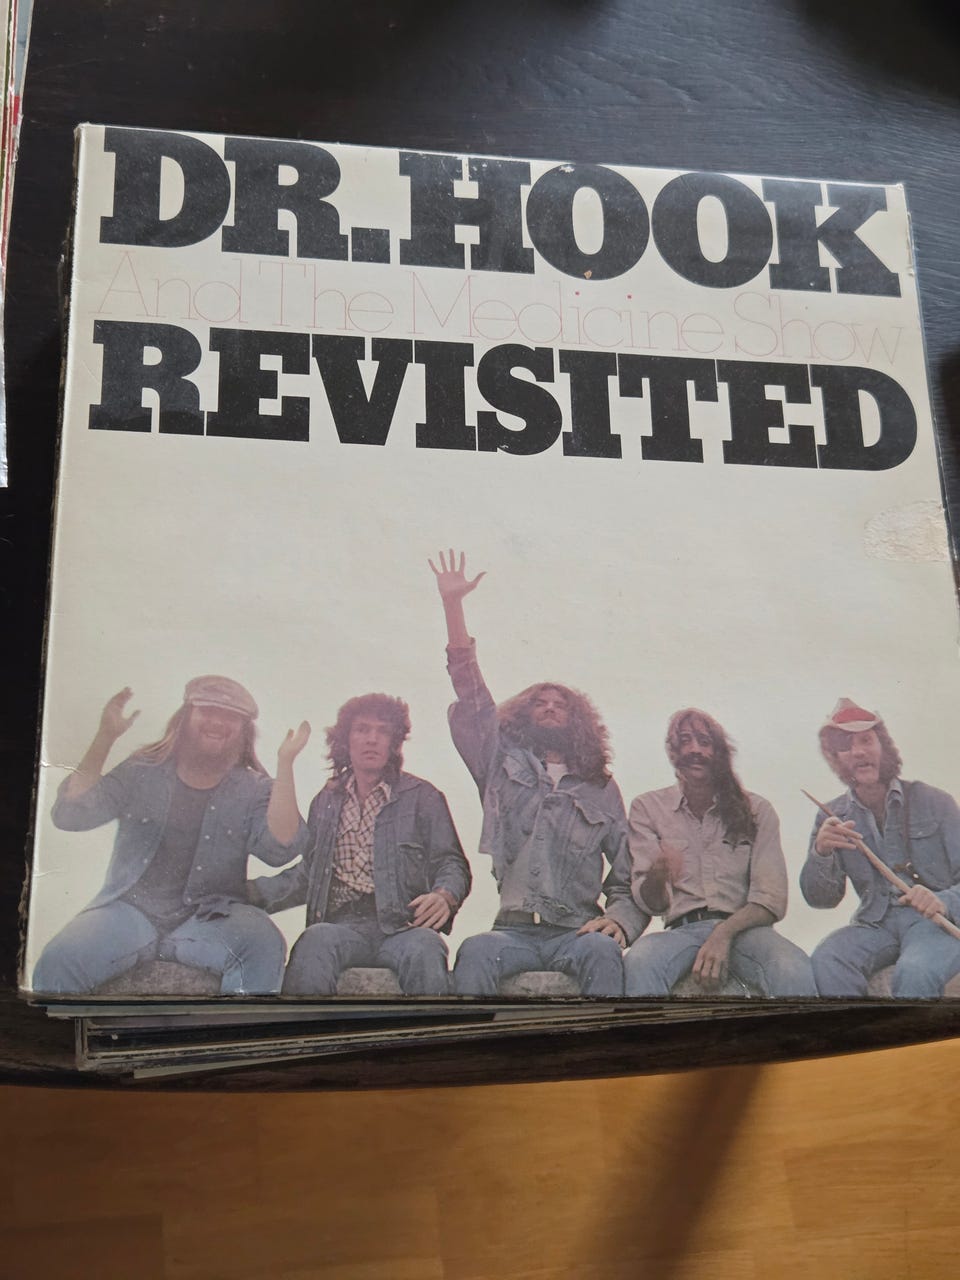 DR. HOOK
And The Medicine Show
REVISITED